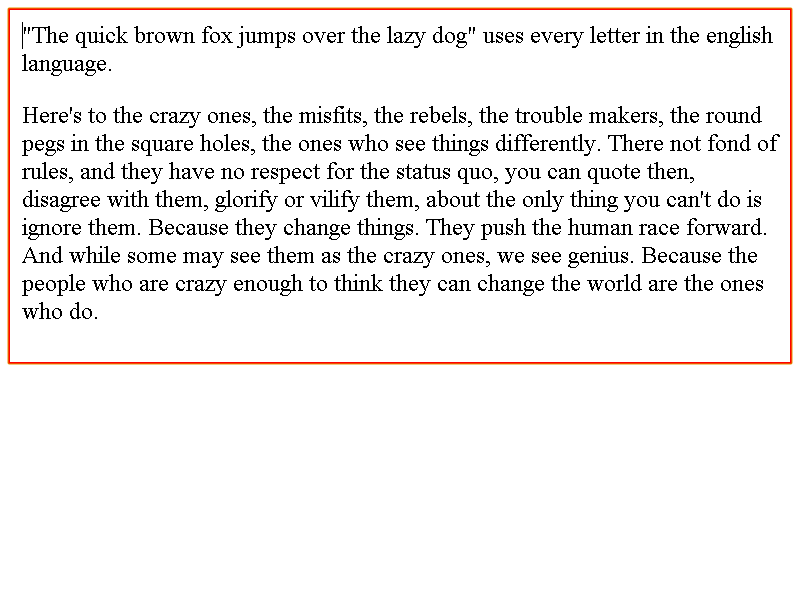 "The quick brown fox jumps over the lazy dog" uses every letter in the english
language.
Here's to the crazy ones, the misfits, the rebels, the trouble makers, the round
pegs in the square holes, the ones who see things differently. There not fond of
rules, and they have no respect for the status quo, you can quote then,
disagree with them, glorify or vilify them, about the only thing you can't do is
ignore them. Because they change things. They push the human race forward.
And while some may see them as the crazy ones, we see genius. Because the
people who are crazy enough to think they can change the world are the ones
who do.